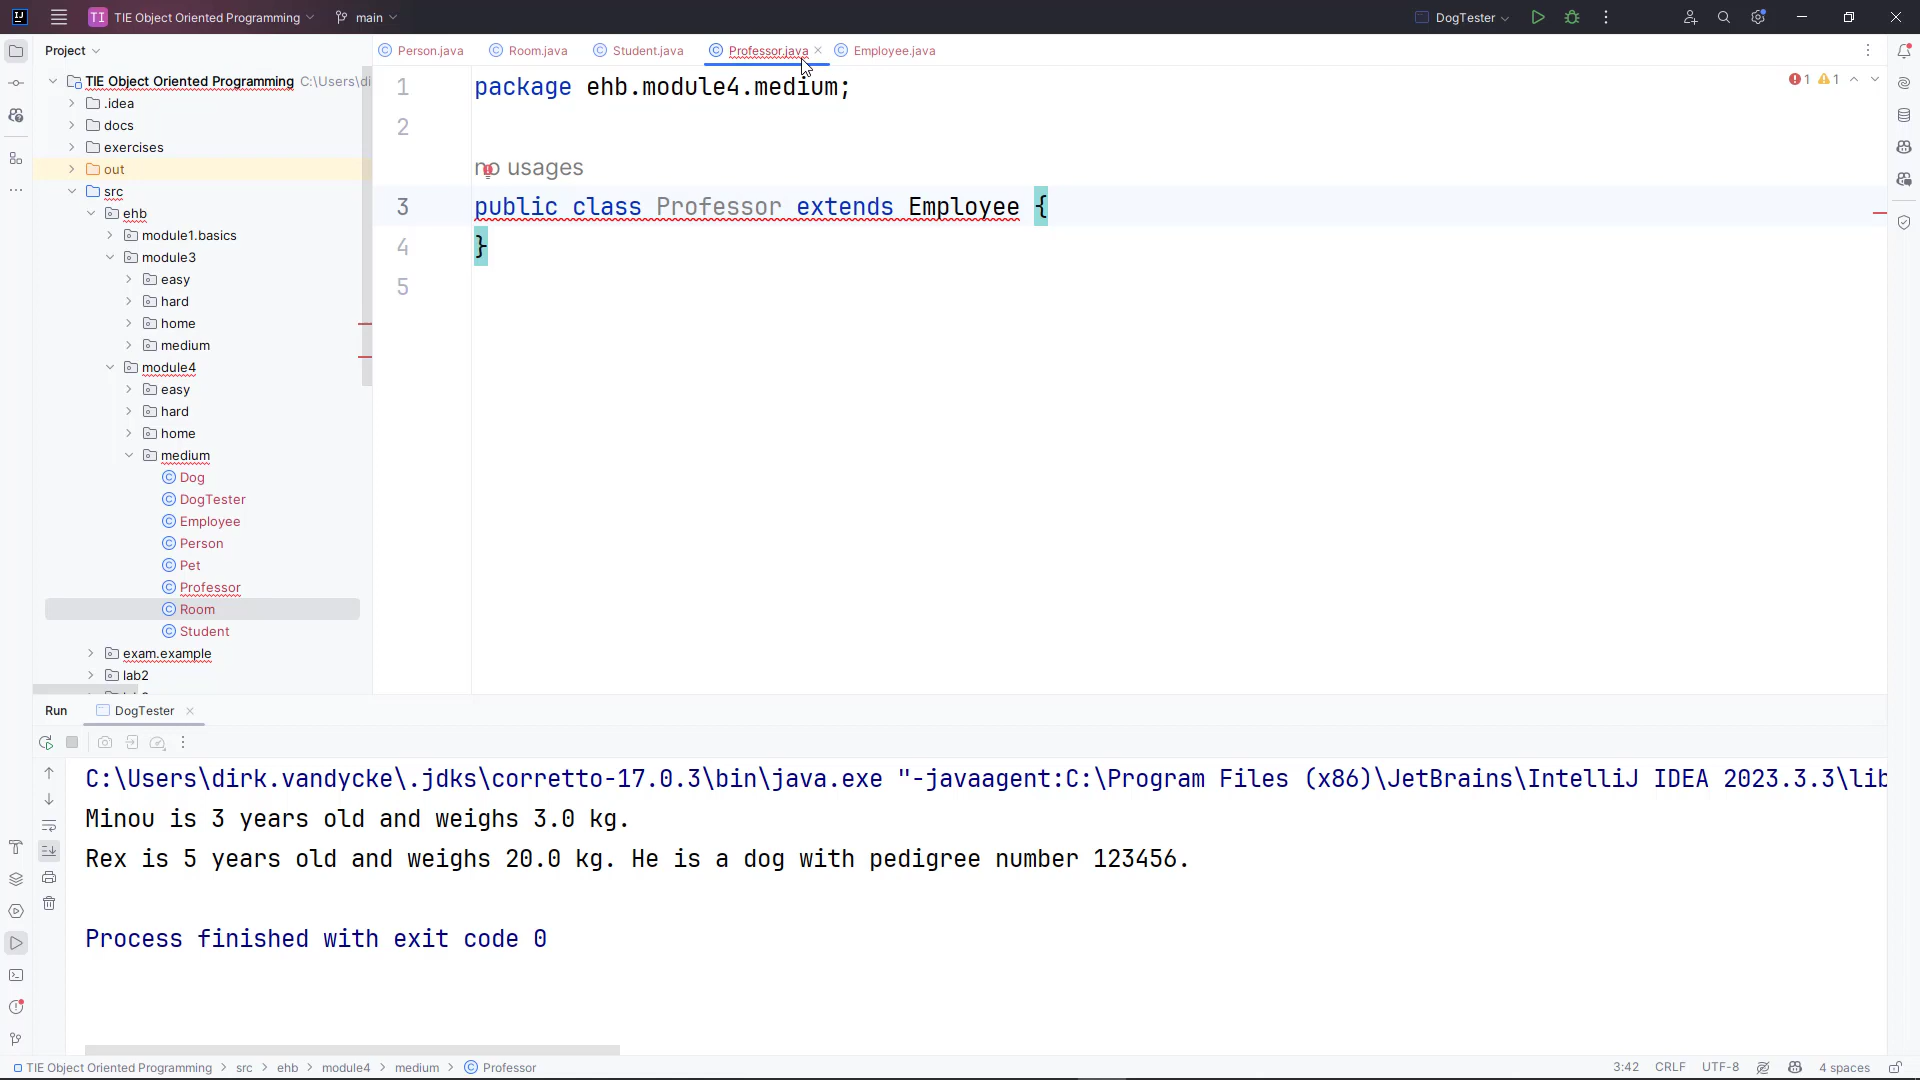 TI TIE Object Oriented Programming main DogTester
Project
Person.java Room.java Student.java Professor.java Employee.java
TIE Object Oriented Programming C:\Users\di
.idea
docs
exercises
out
src
ehb
module1.basics
module3
easy
hard
home
medium
module4
easy
hard
home
medium
Dog
DogTester
Employee
Person
Pet
Professor
Room
Student
exam.example
lab2
1 package ehb.module4.medium;
1 1
2
no usages
3 public class Professor extends Employee {
4 }
5
Run DogTester
C:\Users\dirk.vandycke\.jdks\corretto-17.0.3\bin\java.exe "-javaagent:C:\Program Files (x86)\JetBrains\IntelliJ IDEA 2023.3.3\lib
Minou is 3 years old and weighs 3.0 kg.
Rex is 5 years old and weighs 20.0 kg. He is a dog with pedigree number 123456.
Process finished with exit code 0
TIE Object Oriented Programming src ehb module4 medium Professor
3:42 CRLF UTF-8 4 spaces